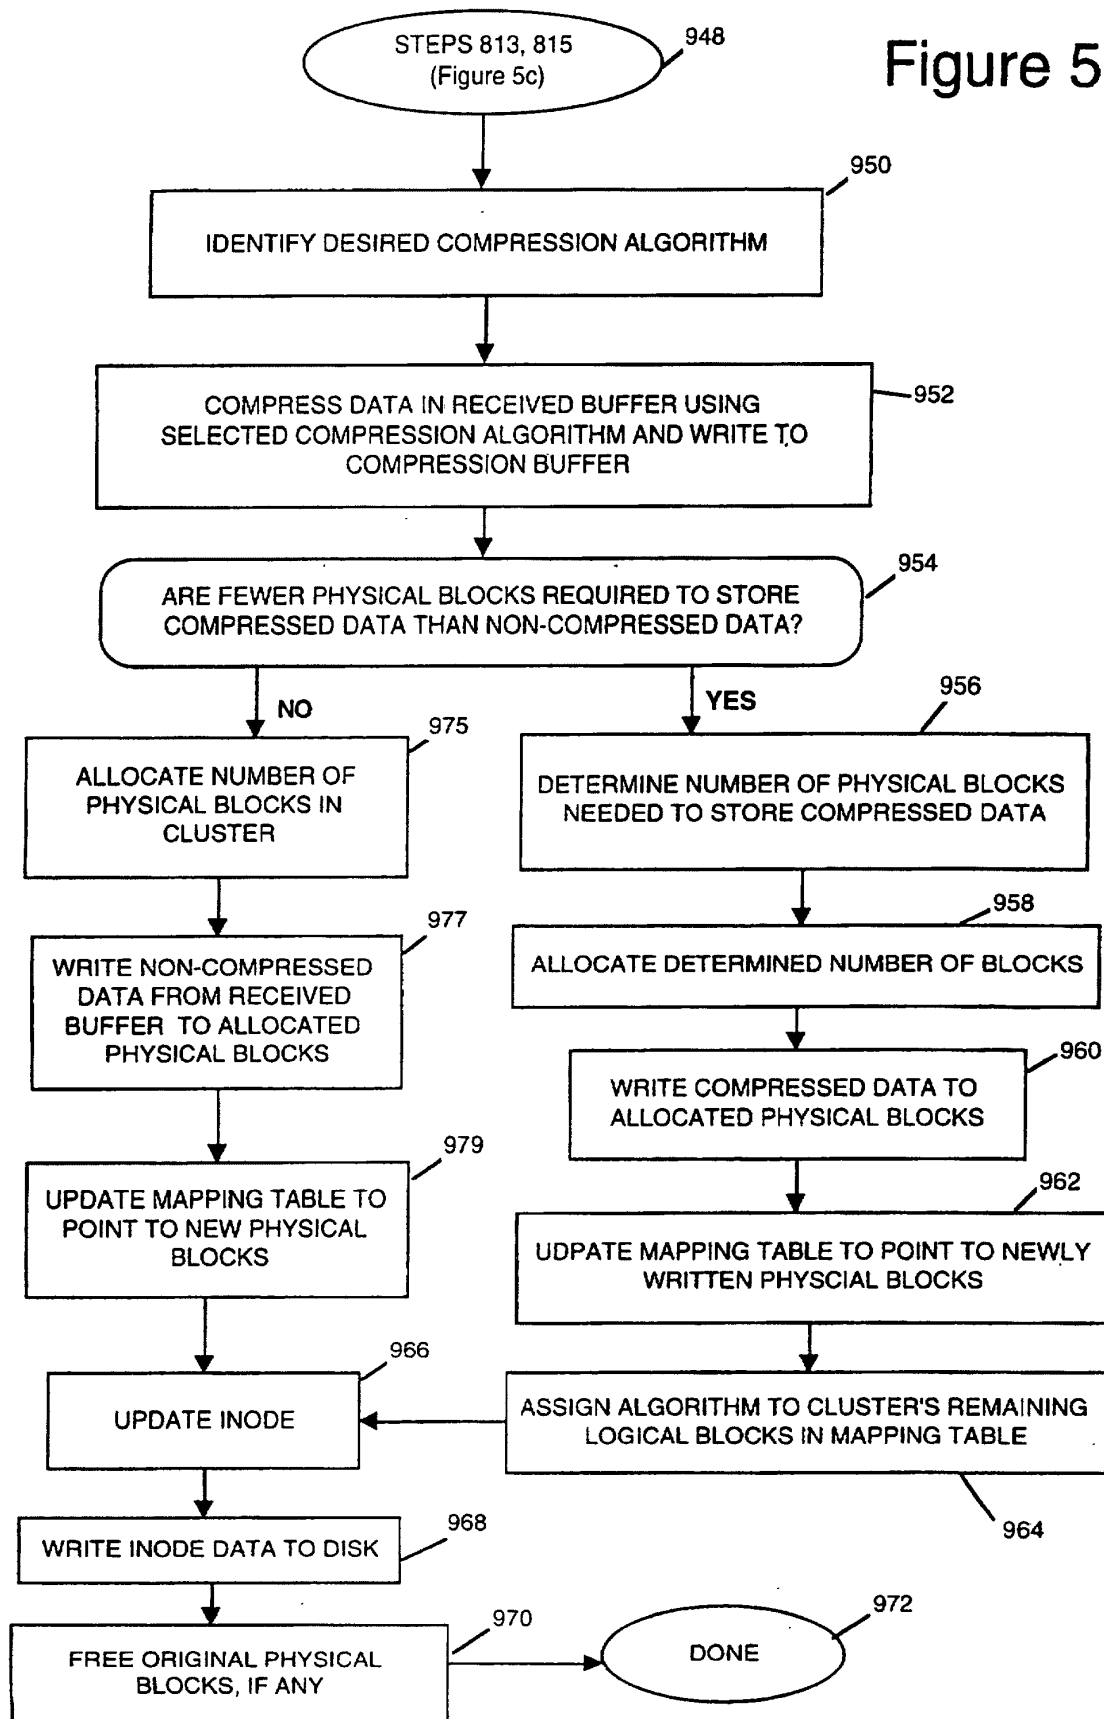 Figure 5
STEPS 813, 815
(Figure 5c)
948
950
IDENTIFY DESIRED COMPRESSION ALGORITHM
952
COMPRESS DATA IN RECEIVED BUFFER USING
SELECTED COMPRESSION ALGORITHM AND WRITE TO
COMPRESSION BUFFER
954
ARE FEWER PHYSICAL BLOCKS REQUIRED TO STORE
COMPRESSED DATA THAN NON-COMPRESSED DATA?
NO
YES
975
ALLOCATE NUMBER OF
PHYSICAL BLOCKS IN
CLUSTER
977
WRITE NON-COMPRESSED
DATA FROM RECEIVED
BUFFER TO ALLOCATED
PHYSICAL BLOCKS
979
UPDATE MAPPING TABLE TO
POINT TO NEW PHYSICAL
BLOCKS
956
DETERMINE NUMBER OF PHYSICAL BLOCKS
NEEDED TO STORE COMPRESSED DATA
958
ALLOCATE DETERMINED NUMBER OF BLOCKS
960
WRITE COMPRESSED DATA TO
ALLOCATED PHYSICAL BLOCKS
962
UDPATE MAPPING TABLE TO POINT TO NEWLY
WRITTEN PHYSCIAL BLOCKS
ASSIGN ALGORITHM TO CLUSTER'S REMAINING
LOGICAL BLOCKS IN MAPPING TABLE
964
966
UPDATE INODE
968
WRITE INODE DATA TO DISK
970
FREE ORIGINAL PHYSICAL
BLOCKS, IF ANY
972
DONE